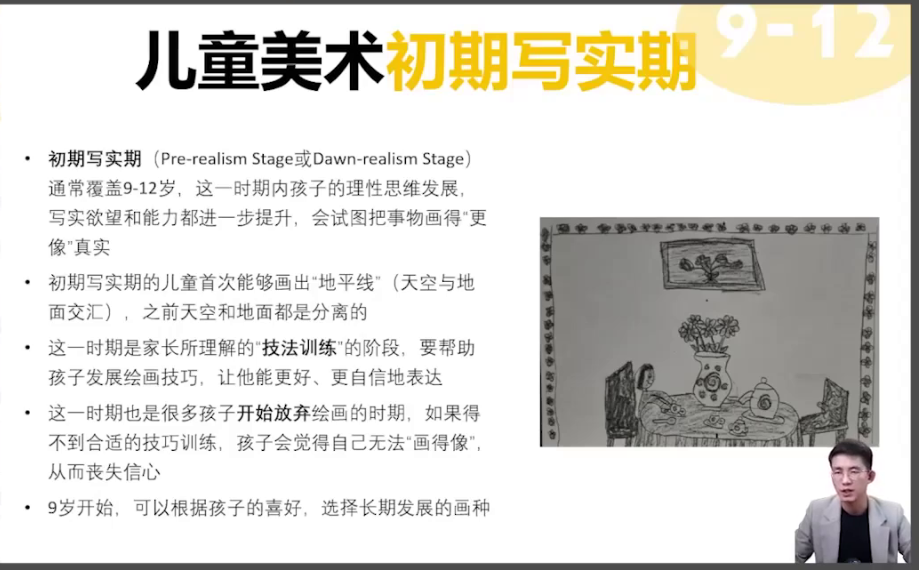 9-12
儿童美术初期写实期
• 初期写实期（Pre-realism Stage或Dawn-realism Stage）
通常覆盖9-12岁，这一时期内孩子的理性思维发展，
写实欲望和能力都进一步提升，会试图把事物画得“更
像”真实
• 初期写实期的儿童首次能够画出“地平线”（天空与地
面交汇），之前天空和地面都是分离的
• 这一时期是家长所理解的“技法训练”的阶段，要帮助
孩子发展绘画技巧，让他能更好、更自信地表达
• 这一时期也是很多孩子开始放弃绘画的时期，如果得
不到合适的技巧训练，孩子会觉得自己无法“画得像”，
从而丧失信心
• 9岁开始，可以根据孩子的喜好，选择长期发展的画种